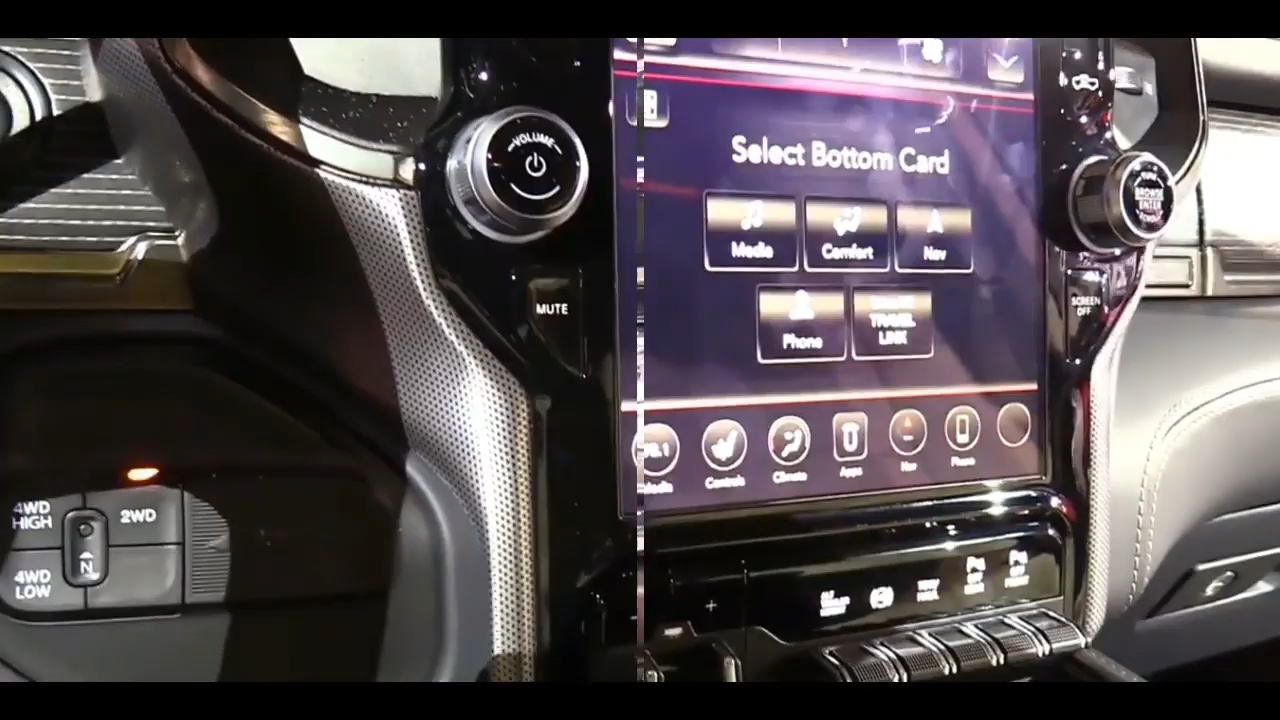 VOLUME
MUTE
4WD
HIGH
2WD
4WD
LOW
N
Select Bottom Card
Media
Comfort
Nav
Phone
TRAVEL
LINK
Media
Controls
Climate
Apps
Nav
Phone
BROWSE
ENTER
SCREEN
OFF